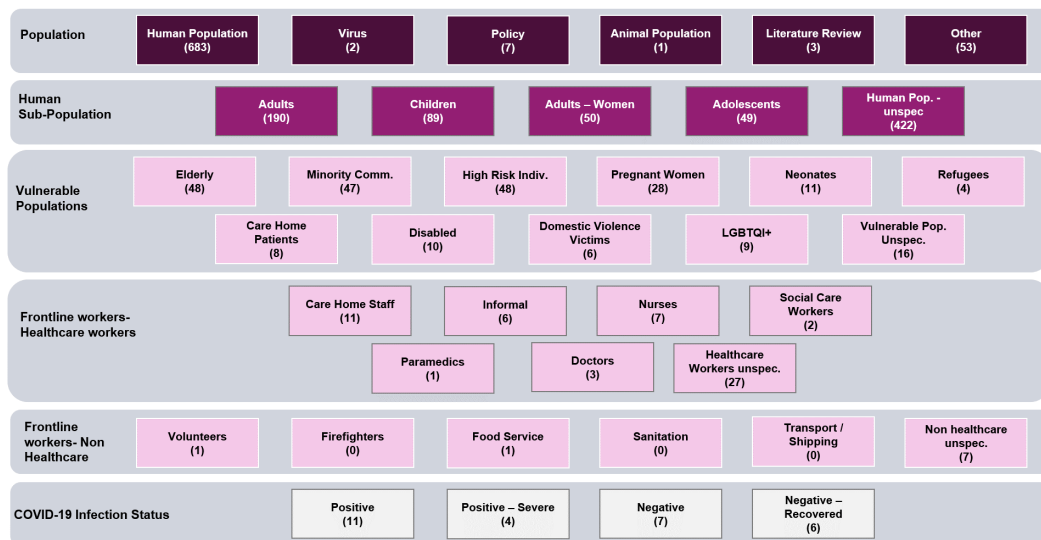 Population
Human Population
(683)
Virus
(2)
Policy
(7)
Animal Population
(1)
Literature Review
(3)
Other
(53)
Human
Sub-Population
Adults
(190)
Children
(89)
Adults – Women
(50)
Adolescents
(49)
Human Pop. -
unspec
(422)
Vulnerable
Populations
Elderly
(48)
Minority Comm.
(47)
High Risk Indiv.
(48)
Pregnant Women
(28)
Neonates
(11)
Refugees
(4)
Care Home
Patients
(8)
Disabled
(10)
Domestic Violence
Victims
(6)
LGBTQI+
(9)
Vulnerable Pop.
Unspec.
(16)
Frontline workers-
Healthcare workers
Care Home Staff
(11)
Informal
(6)
Nurses
(7)
Social Care
Workers
(2)
Paramedics
(1)
Doctors
(3)
Healthcare
Workers unspec.
(27)
Frontline
workers- Non
Healthcare
Volunteers
(1)
Firefighters
(0)
Food Service
(1)
Sanitation
(0)
Transport /
Shipping
(0)
Non healthcare
unspec.
(7)
COVID-19 Infection Status
Positive
(11)
Positive – Severe
(4)
Negative
(7)
Negative –
Recovered
(6)